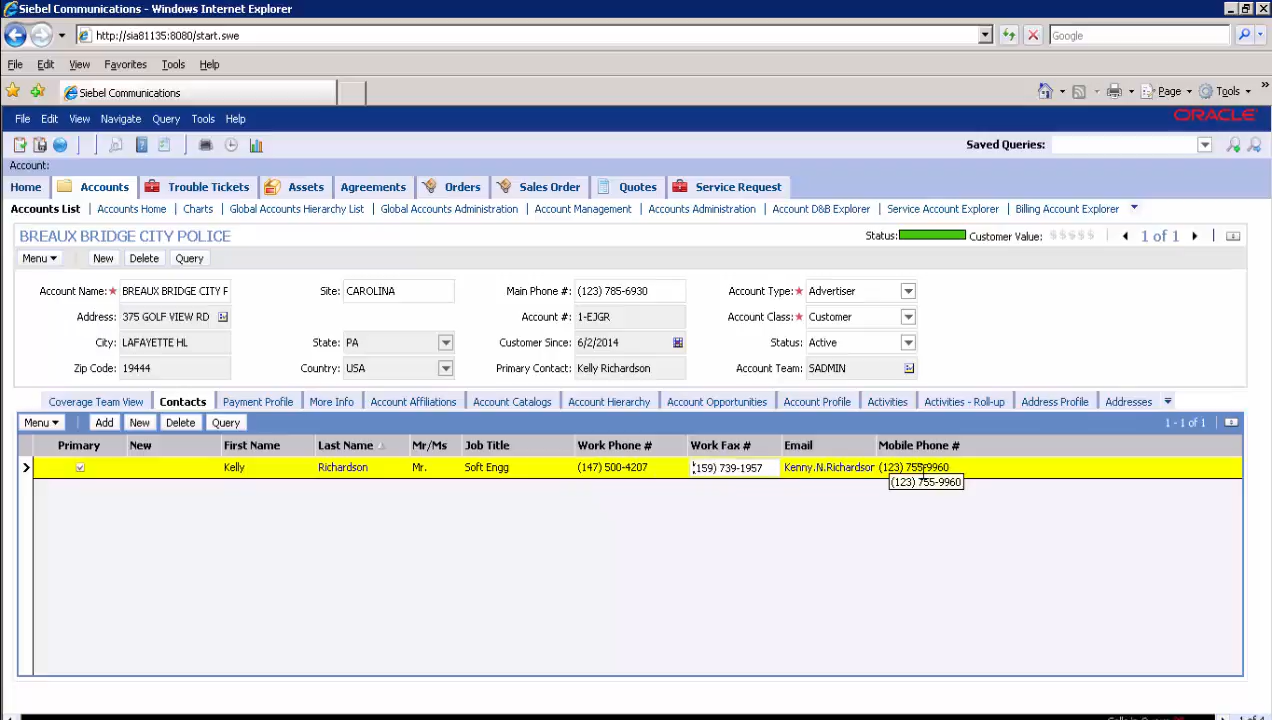 Siebel Communications - Windows Internet Explorer
http://sia81135:8080/start.swe
Google
File Edit View Favorites Tools Help
Siebel Communications
Page Tools
File Edit View Navigate Query Tools Help
ORACLE
Saved Queries:
Account:
Home Accounts Trouble Tickets Assets Agreements Orders Sales Order Quotes Service Request
Accounts List Accounts Home Charts Global Accounts Hierarchy List Global Accounts Administration Account Management Accounts Administration Account D&B Explorer Service Account Explorer Billing Account Explorer
BREAUX BRIDGE CITY POLICE Status: Customer Value: $$$$$ 1 of 1
Menu New Delete Query
Account Name: BREAUX BRIDGE CITY F Site: CAROLINA Main Phone #: (123) 785-6930 Account Type: Advertiser
Address: 375 GOLF VIEW RD Account #: 1-EJGR Account Class: Customer
City: LAFAYETTE HL State: PA Customer Since: 6/2/2014 Status: Active
Zip Code: 19444 Country: USA Primary Contact: Kelly Richardson Account Team: SADMIN
Coverage Team View Contacts Payment Profile More Info Account Affiliations Account Catalogs Account Hierarchy Account Opportunities Account Profile Activities Activities - Roll-up Address Profile Addresses
Menu Add New Delete Query 1 - 1 of 1
Primary New First Name Last Name Mr/Ms Job Title Work Phone # Work Fax # Email Mobile Phone #
Kelly Richardson Mr. Soft Engg (147) 500-4207 (159) 739-1957 Kenny.N.Richardson (123) 755-9960
(123) 755-9960
1 of 4